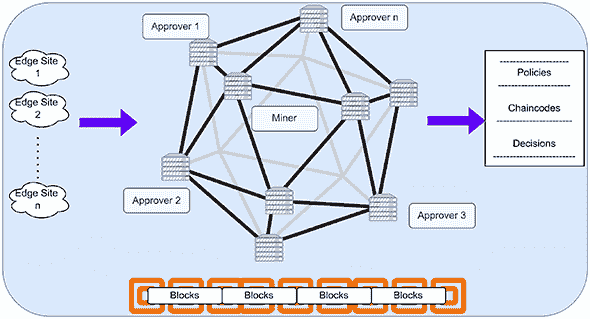 Approver 1
Approver n
Edge Site
1
Edge Site
2
Edge Site
n
Miner
Policies
Chaincodes
Decisions
Approver 2
Approver 3
Blocks
Blocks
Blocks
Blocks